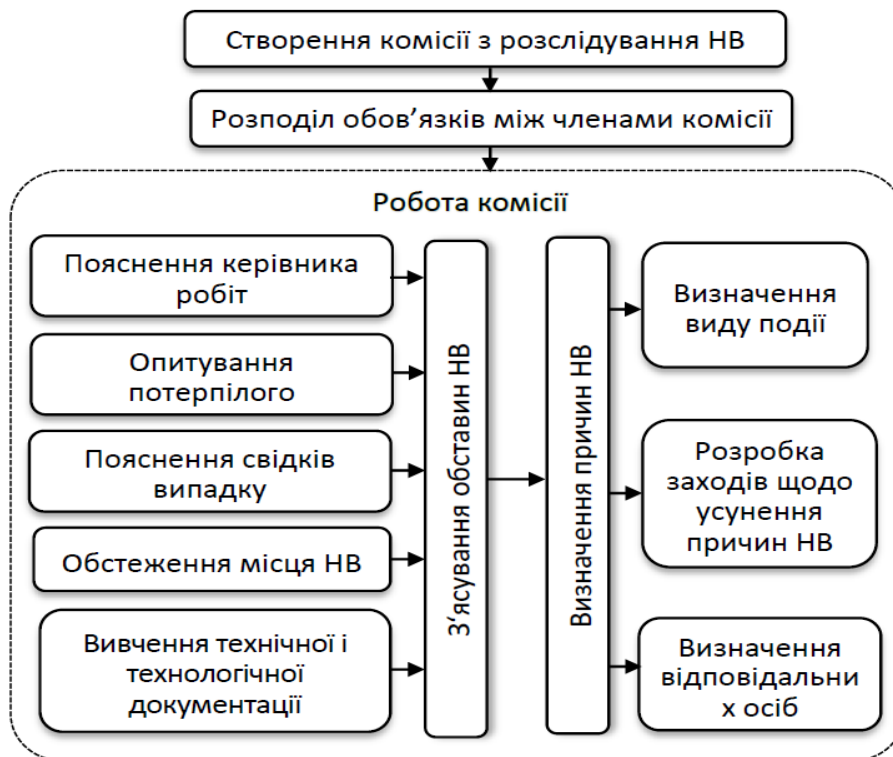 Створення комісії з розслідування НВ
Розподіл обов’язків між членами комісії
Робота комісії
Пояснення керівника
робіт
Опитування
потерпілого
Пояснення свідків
випадку
Обстеження місця НВ
Вивчення технічної і
технологічної
документації
З‘ясування обставин НВ
Визначення причин НВ
Визначення
виду події
Розробка
заходів щодо
усунення
причин НВ
Визначення
відповідальни
х осіб